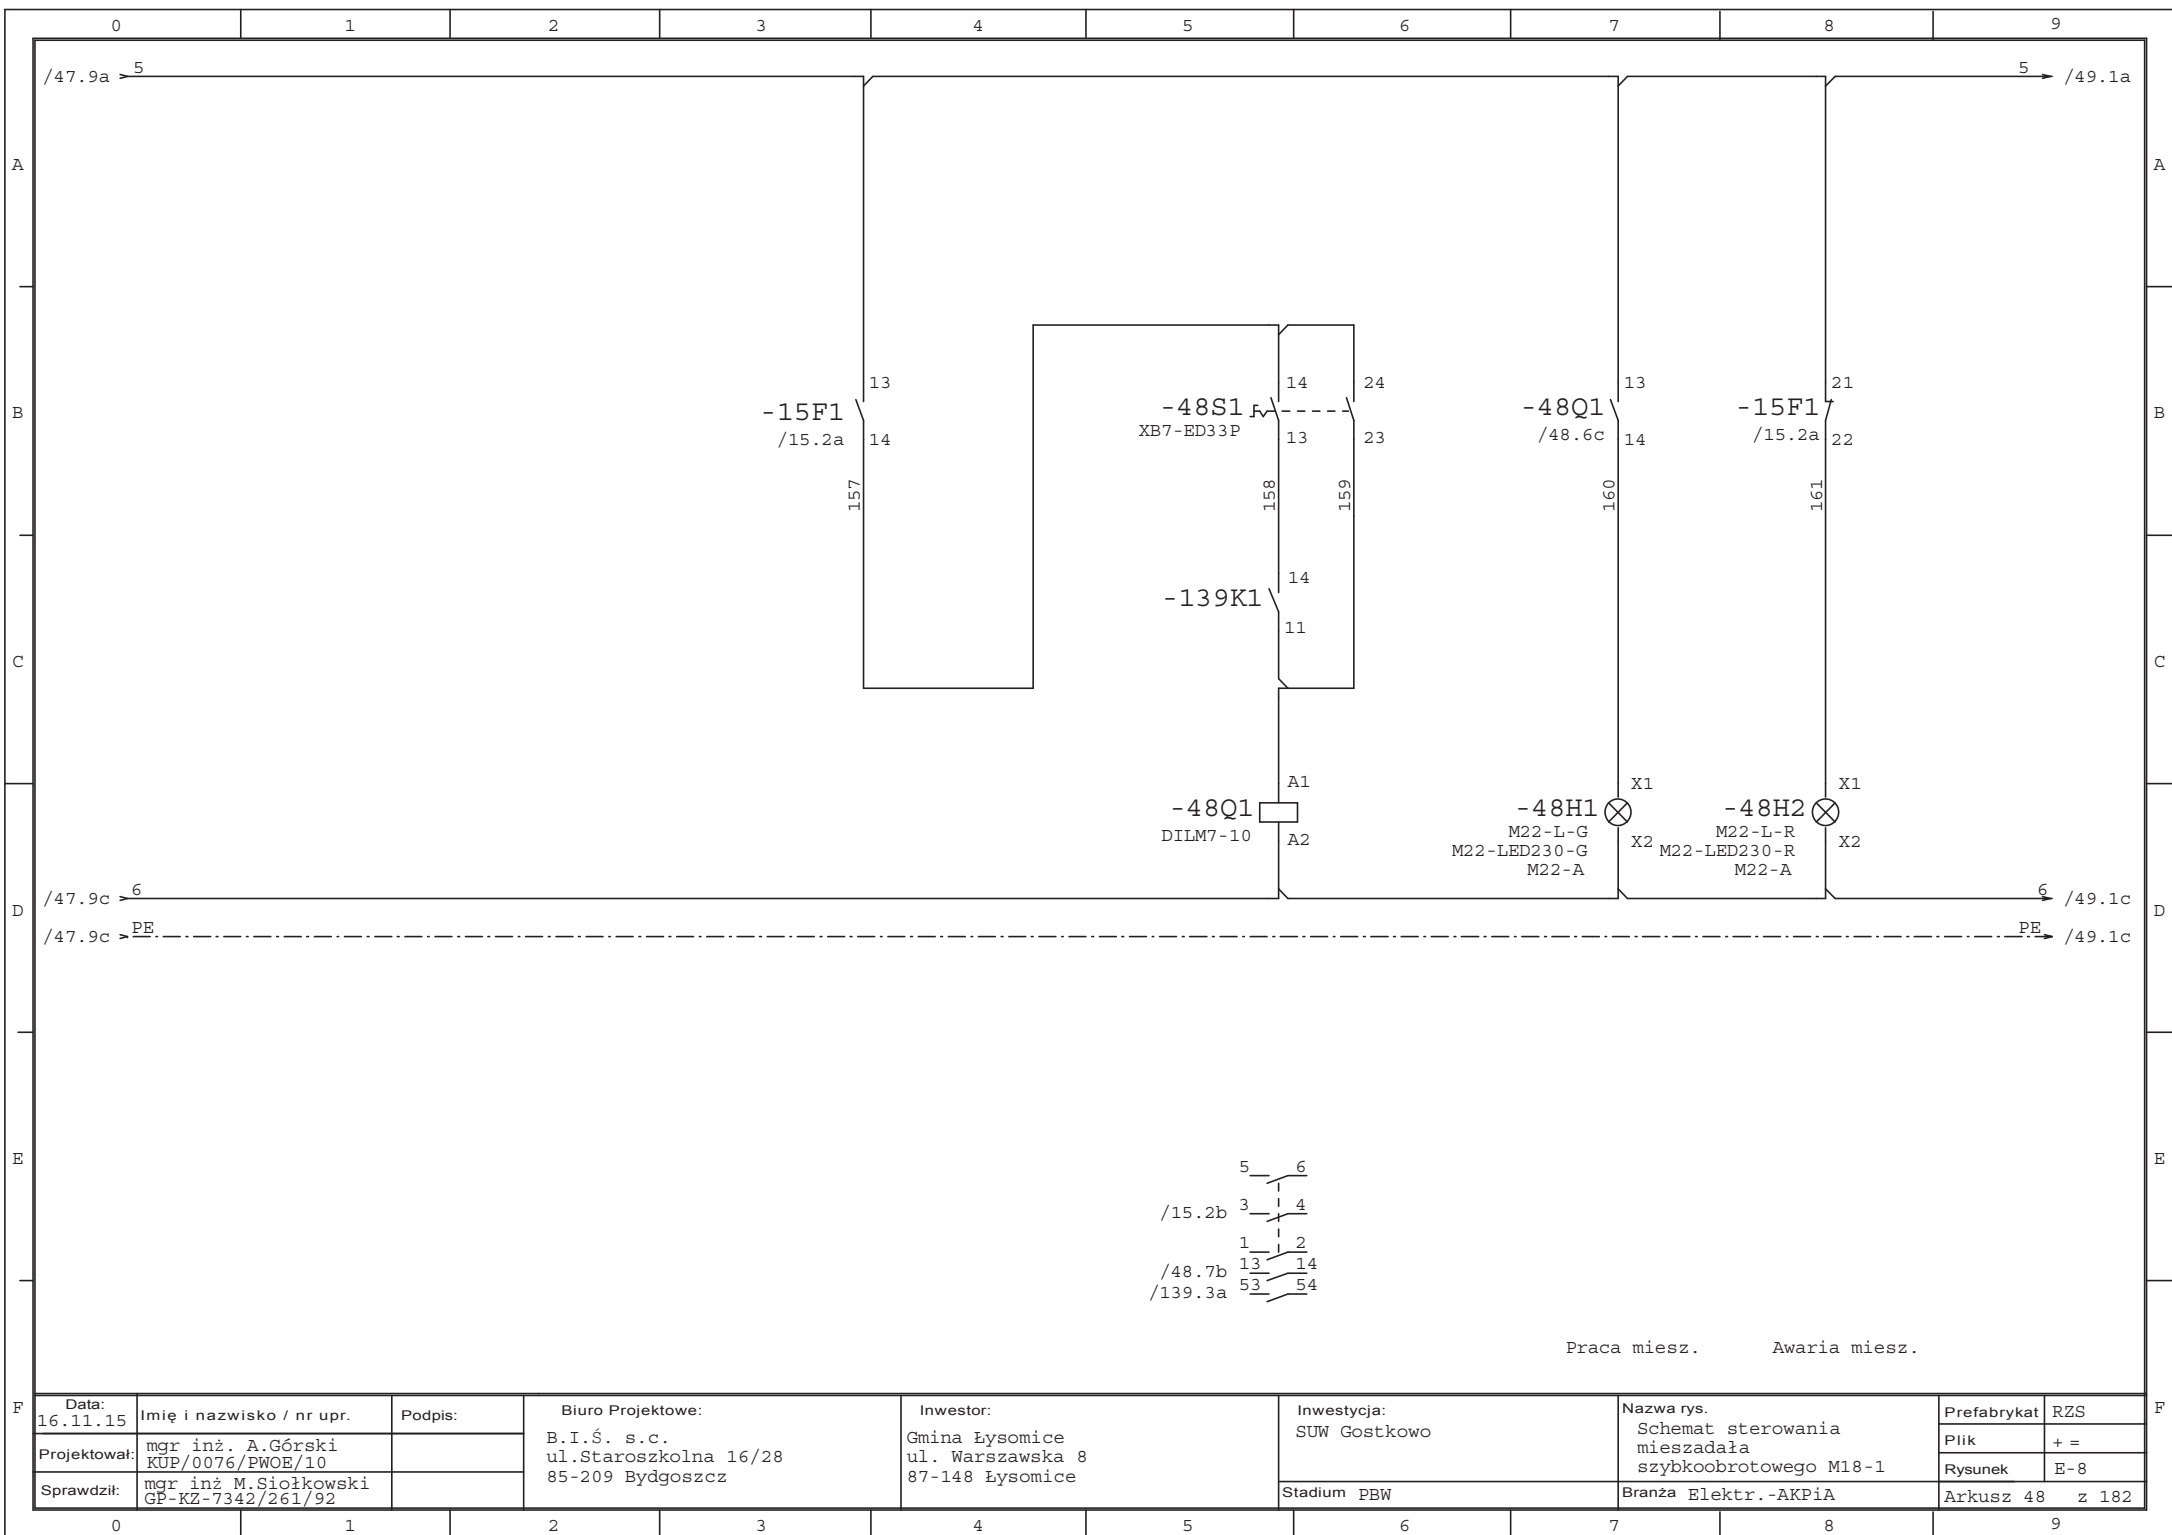 0 1 2 3 4 5 6 7 8 9
/47.9a 5 5 /49.1a
A A
13 14 24 13 21
B -15F1 -48S1 -48Q1 -15F1 B
/15.2a 14 XB7-ED33P 13 23 /48.6c 14 /15.2a 22
157 158 159 160 161
14
-139K1
11
C C
A1 X1 X1
-48Q1 -48H1 -48H2
DILM7-10 A2 M22-L-G X2 M22-L-R X2
M22-LED230-G M22-LED230-R
M22-A M22-A
/47.9c 6 6 /49.1c
D D
/47.9c PE PE /49.1c
E E
5 6
/15.2b 3 4
1 2
/48.7b 13 14
/139.3a 53 54
Praca miesz. Awaria miesz.
F F
Data:
16.11.15
Imię i nazwisko / nr upr.
Podpis:
Projektował:
mgr inż. A.Górski
KUP/0076/PWOE/10
Sprawdził:
mgr inż M.Siołkowski
GP-KZ-7342/261/92
Biuro Projektowe:
B.I.Ś. s.c.
ul.Staroszkolna 16/28
85-209 Bydgoszcz
Inwestor:
Gmina Łysomice
ul. Warszawska 8
87-148 Łysomice
Inwestycja:
SUW Gostkowo
Stadium PBW
Nazwa rys.
Schemat sterowania
mieszadała
szybkoobrotowego M18-1
Branża Elektr.-AKPiA
Prefabrykat RZS
Plik + =
Rysunek E-8
Arkusz 48 z 182
0 1 2 3 4 5 6 7 8 9